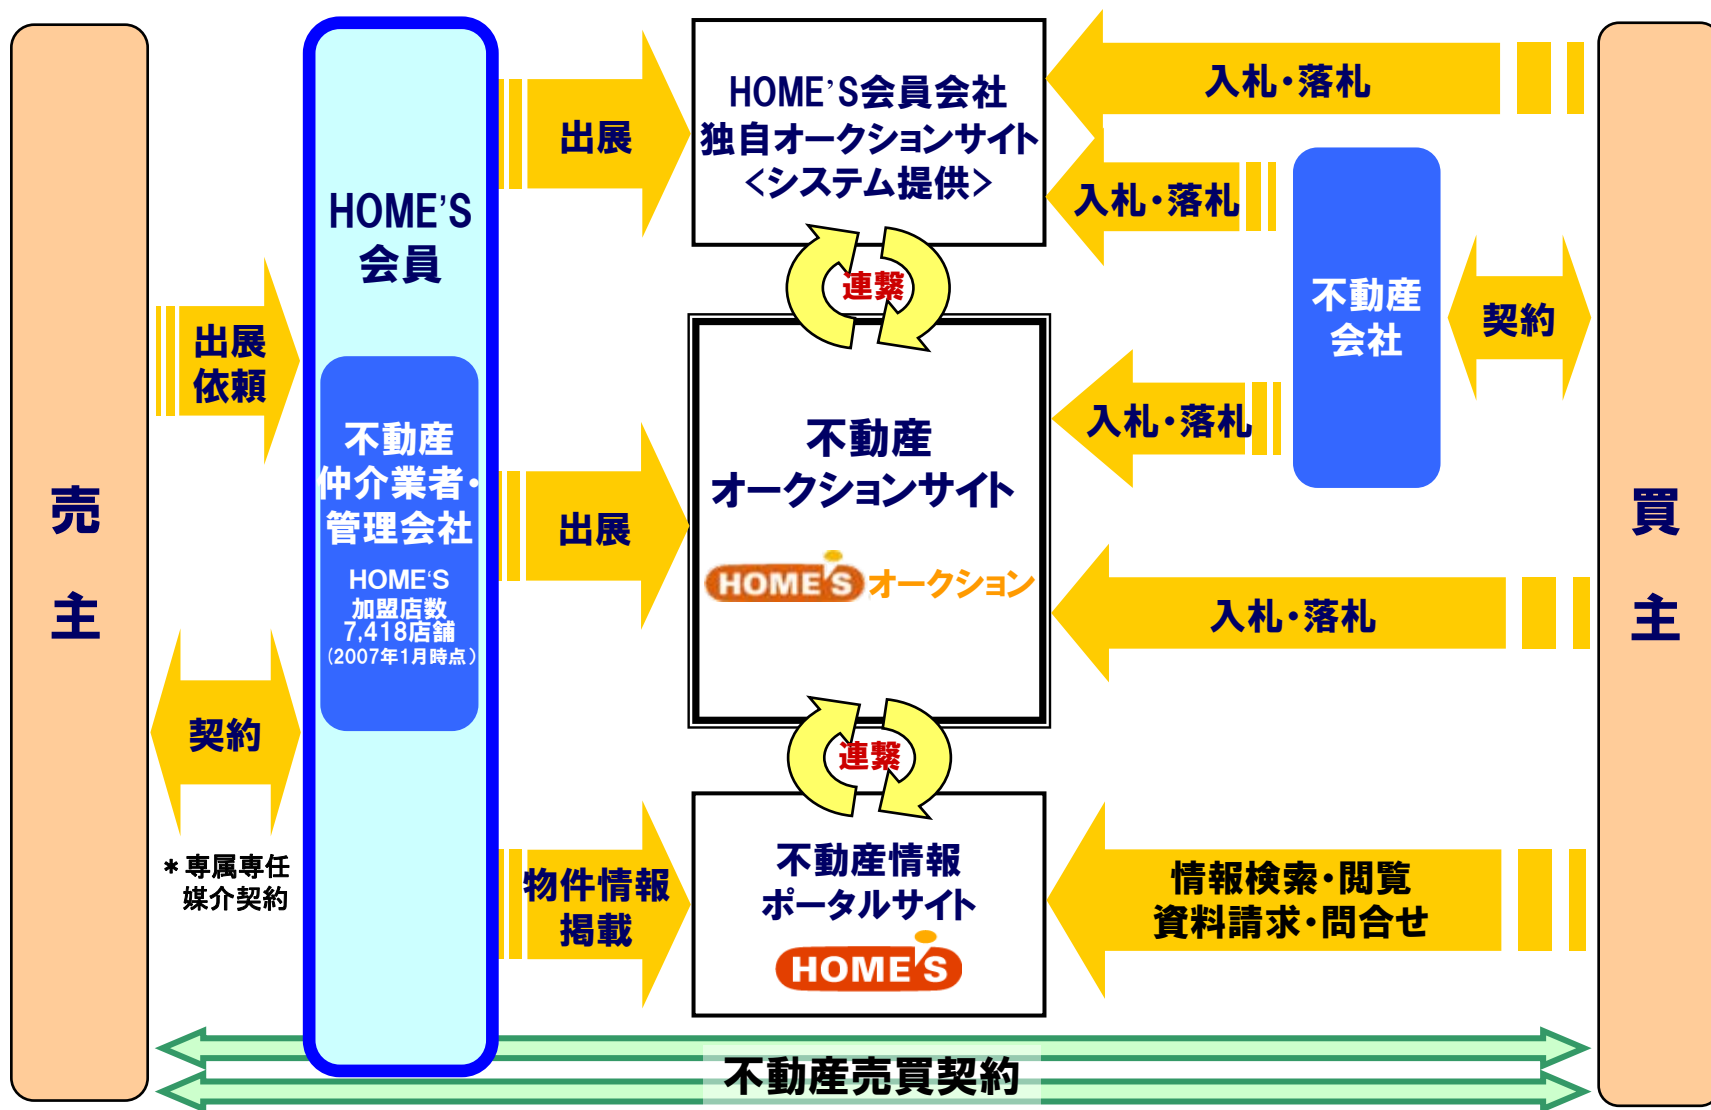 売
主
出展
依頼
契約
*専属専任
媒介契約
HOME'S
会員
不動産
仲介業者・
管理会社
HOME'S
加盟店数
7,418店舗
(2007年1月時点)
出展
出展
物件情報
掲載
HOME'S会員会社
独自オークションサイト
<システム提供>
連繋
不動産
オークションサイト
HOME'S オークション
連繋
不動産情報
ポータルサイト
HOME'S
入札・落札
入札・落札
入札・落札
入札・落札
情報検索・閲覧
資料請求・問合せ
不動産
会社
契約
買
主
不動産売買契約